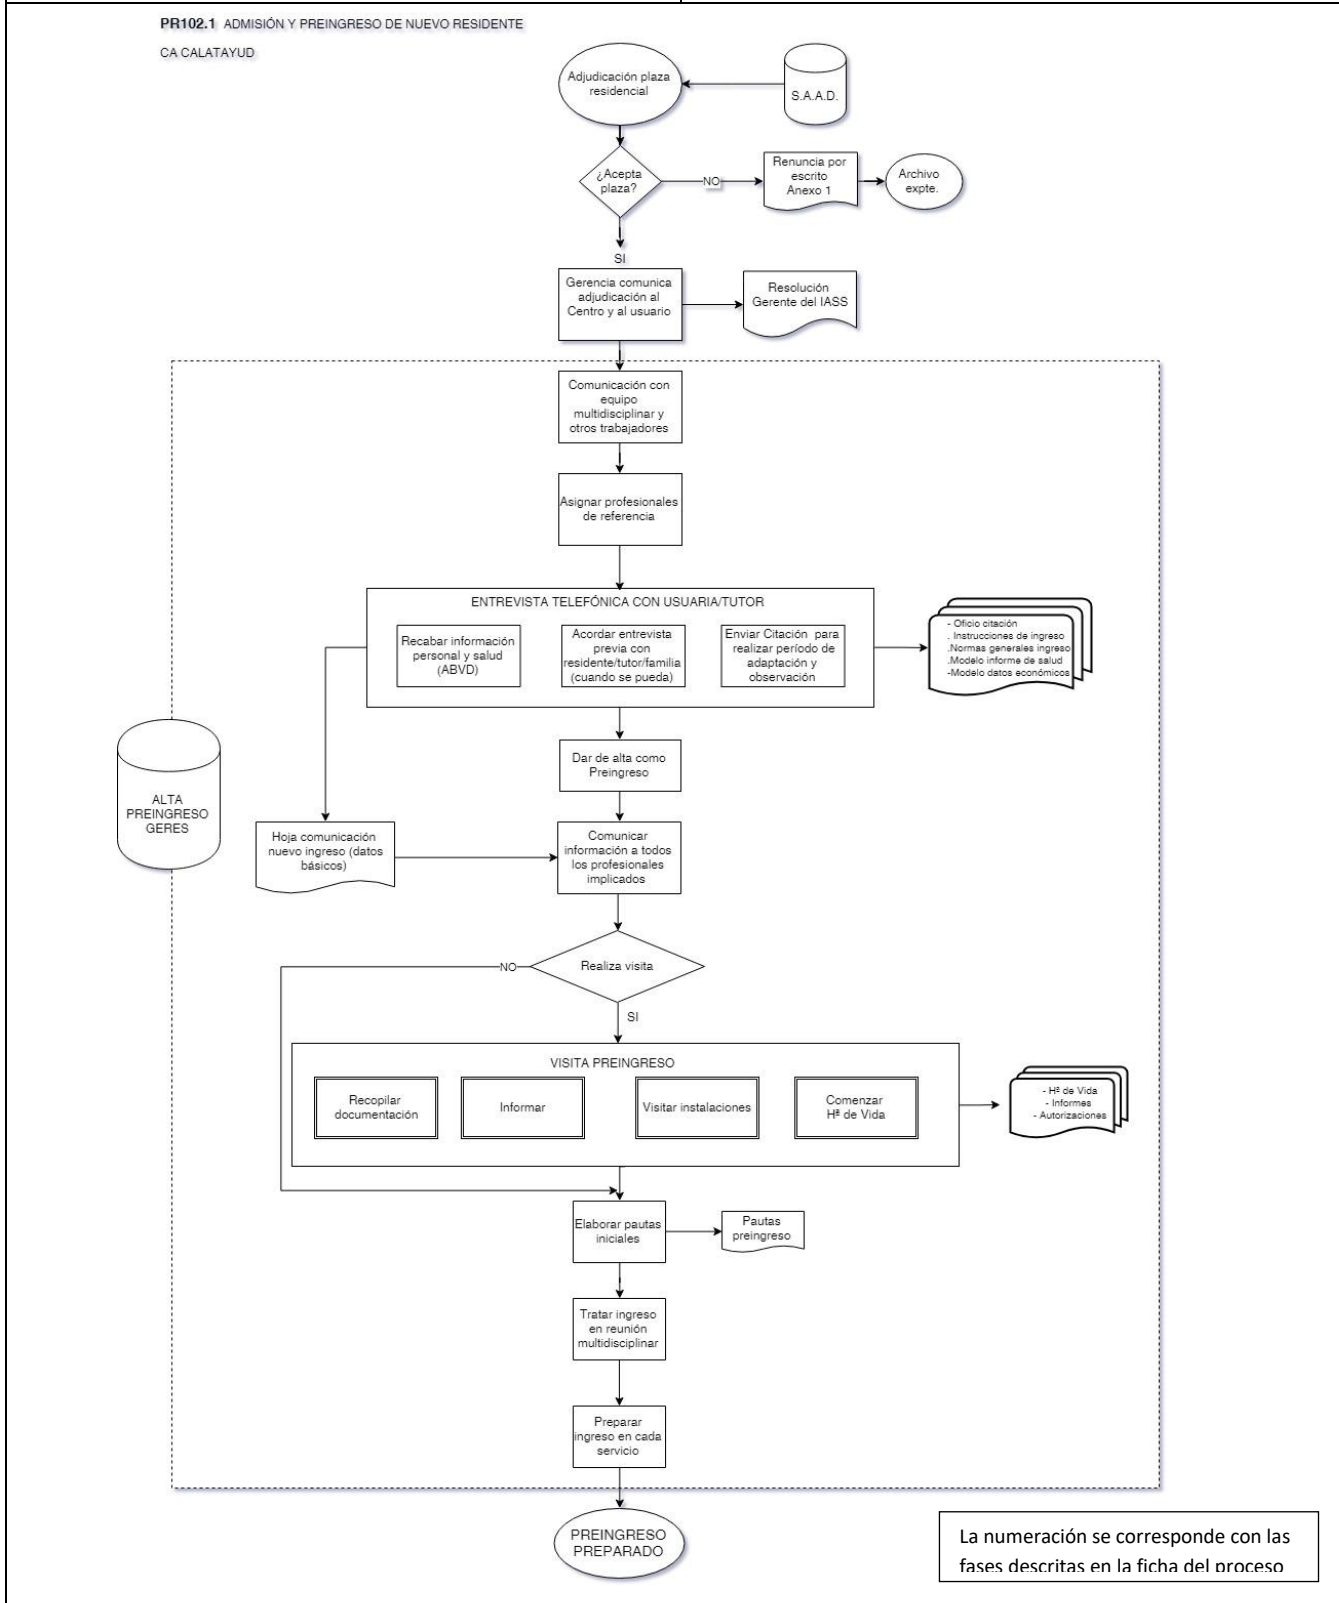 PR102.1 ADMISIÓN Y PREINGRESO DE NUEVO RESIDENTE
CA CALATAYUD
Adjudicación plaza
residencial
S.A.A.D.
¿Acepta
plaza?
NO
Renuncia por
escrito
Anexo 1
Archivo
expte.
SI
Gerencia comunica
adjudicación al
Centro y al usuario
Resolución
Gerente del IASS
Comunicación con
equipo
multidisciplinar y
otros trabajadores
Asignar profesionales
de referencia
ENTREVISTA TELEFÓNICA CON USUARIA/TUTOR
Recabar información
personal y salud
(ABVD)
Acordar entrevista
previa con
residente/tutor/familia
(cuando se pueda)
Enviar Citación para
realizar período de
adaptación y
observación
- Oficio citación
. Instrucciones de ingreso
.Normas generales ingreso
.Modelo informe de salud
-Modelo datos económicos
Dar de alta como
Preingreso
ALTA
PREINGRESO
GERES
Hoja comunicación
nuevo ingreso (datos
básicos)
Comunicar
información a todos
los profesionales
implicados
NO
Realiza visita
SI
VISITA PREINGRESO
Recopilar
documentación
Informar
Visitar instalaciones
Comenzar
Hª de Vida
- Hª de Vida
- Informes
- Autorizaciones
Elaborar pautas
iniciales
Pautas
preingreso
Tratar ingreso
en reunión
multidisciplinar
Preparar
ingreso en cada
servicio
PREINGRESO
PREPARADO
La numeración se corresponde con las
fases descritas en la ficha del proceso